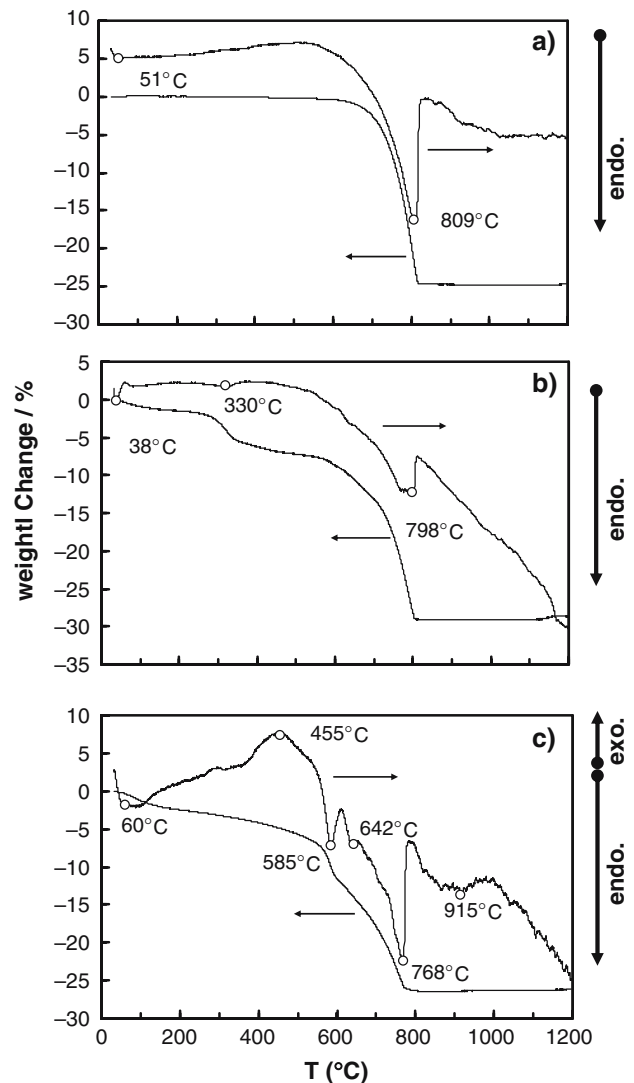 10
5
0
−5
−10
−15
−20
−25
−30
a)
51°C
809°C
endo.
5
0
−5
−10
−15
−20
−25
−30
−35
b)
330°C
38°C
798°C
endo.
weightl Change / %
10
5
0
−5
−10
−15
−20
−25
−30
c)
455°C
60°C
585°C
642°C
768°C
915°C
exo.
endo.
0 200 400 600 800 1000 1200
T (°C)